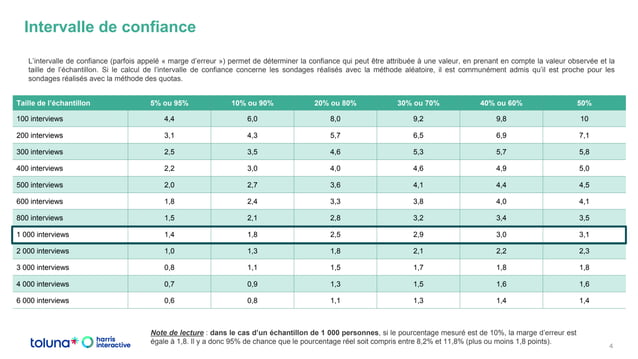 Intervalle de confiance
L’intervalle de confiance (parfois appelé « marge d’erreur ») permet de déterminer la confiance qui peut être attribuée à une valeur, en prenant en compte la valeur observée et la
taille de l’échantillon. Si le calcul de l’intervalle de confiance concerne les sondages réalisés avec la méthode aléatoire, il est communément admis qu’il est proche pour les
sondages réalisés avec la méthode des quotas.
Taille de l’échantillon 5% ou 95% 10% ou 90% 20% ou 80% 30% ou 70% 40% ou 60% 50%
100 interviews 4,4 6,0 8,0 9,2 9,8 10
200 interviews 3,1 4,3 5,7 6,5 6,9 7,1
300 interviews 2,5 3,5 4,6 5,3 5,7 5,8
400 interviews 2,2 3,0 4,0 4,6 4,9 5,0
500 interviews 2,0 2,7 3,6 4,1 4,4 4,5
600 interviews 1,8 2,4 3,3 3,8 4,0 4,1
800 interviews 1,5 2,1 2,8 3,2 3,4 3,5
1 000 interviews 1,4 1,8 2,5 2,9 3,0 3,1
2 000 interviews 1,0 1,3 1,8 2,1 2,2 2,3
3 000 interviews 0,8 1,1 1,5 1,7 1,8 1,8
4 000 interviews 0,7 0,9 1,3 1,5 1,6 1,6
6 000 interviews 0,6 0,8 1,1 1,3 1,4 1,4
Note de lecture : dans le cas d’un échantillon de 1 000 personnes, si le pourcentage mesuré est de 10%, la marge d’erreur est
égale à 1,8. Il y a donc 95% de chance que le pourcentage réel soit compris entre 8,2% et 11,8% (plus ou moins 1,8 points).
toluna
harris
interactive
4